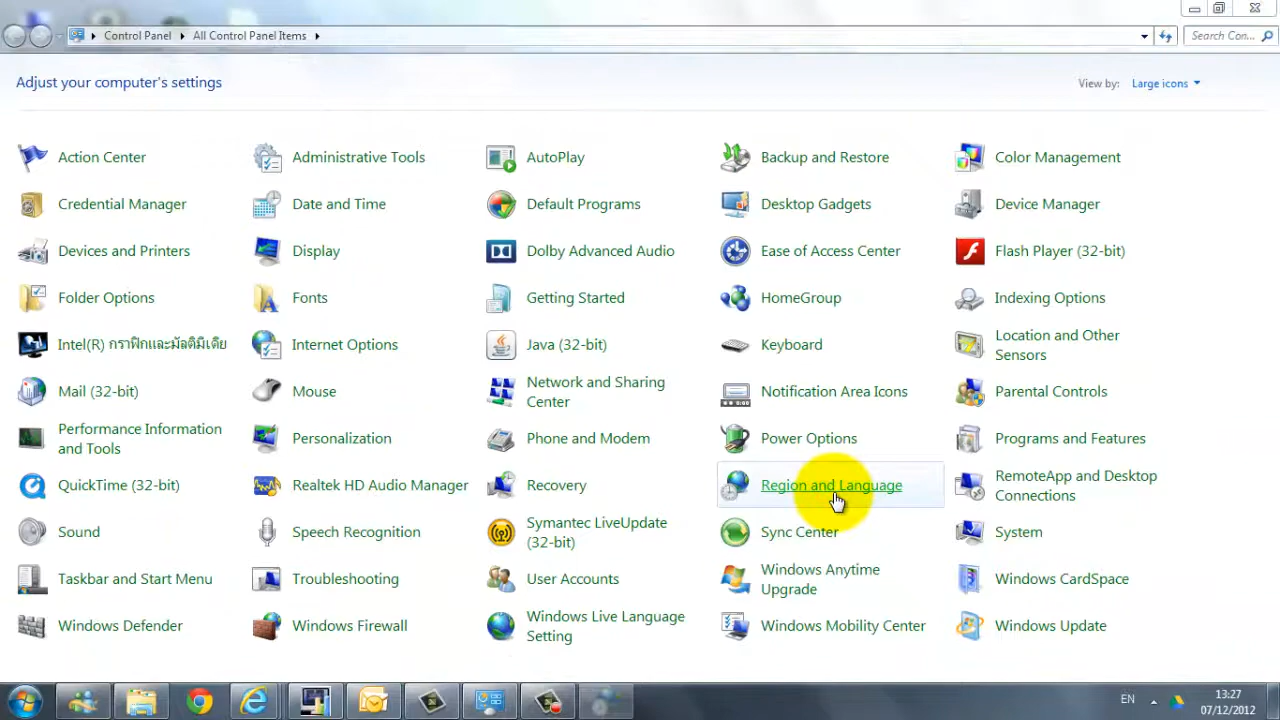 Control Panel
All Control Panel Items
Search Con...
Adjust your computer's settings
View by:
Large icons
Action Center
Administrative Tools
AutoPlay
Backup and Restore
Color Management
Credential Manager
Date and Time
Default Programs
Desktop Gadgets
Device Manager
Devices and Printers
Display
Dolby Advanced Audio
Ease of Access Center
Flash Player (32-bit)
Folder Options
Fonts
Getting Started
HomeGroup
Indexing Options
Intel(R) กราฟิกและมัลติมีเดีย
Internet Options
Java (32-bit)
Keyboard
Location and Other
Sensors
Mail (32-bit)
Mouse
Network and Sharing
Center
Notification Area Icons
Parental Controls
Performance Information
and Tools
Personalization
Phone and Modem
Power Options
Programs and Features
QuickTime (32-bit)
Realtek HD Audio Manager
Recovery
Region and Language
RemoteApp and Desktop
Connections
Sound
Speech Recognition
Symantec LiveUpdate
(32-bit)
Sync Center
System
Taskbar and Start Menu
Troubleshooting
User Accounts
Windows Anytime
Upgrade
Windows CardSpace
Windows Defender
Windows Firewall
Windows Live Language
Setting
Windows Mobility Center
Windows Update
EN
13:27
07/12/2012